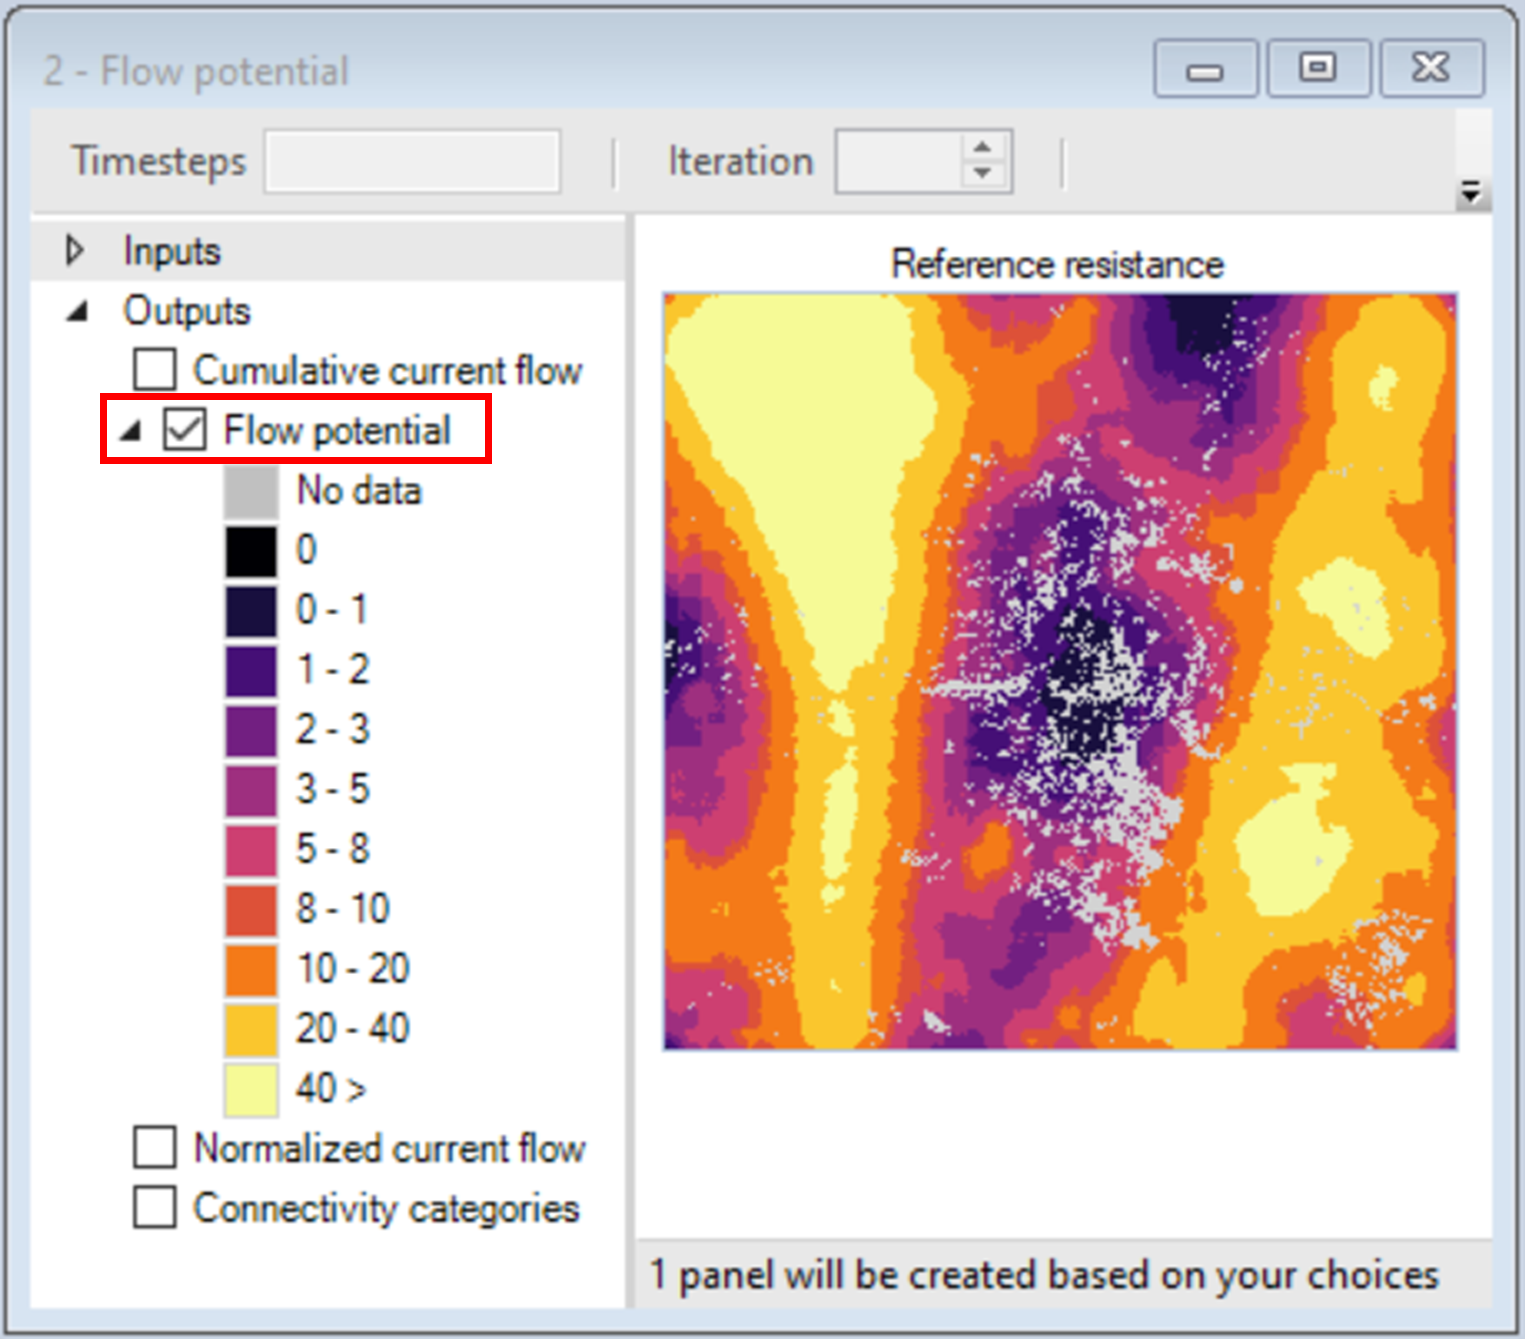 2 - Flow potential
Timesteps
Iteration
Inputs
Outputs
Cumulative current flow
Flow potential
No data
0
0 - 1
1 - 2
2 - 3
3 - 5
5 - 8
8 - 10
10 - 20
20 - 40
40 >
Normalized current flow
Connectivity categories
Reference resistance
1 panel will be created based on your choices